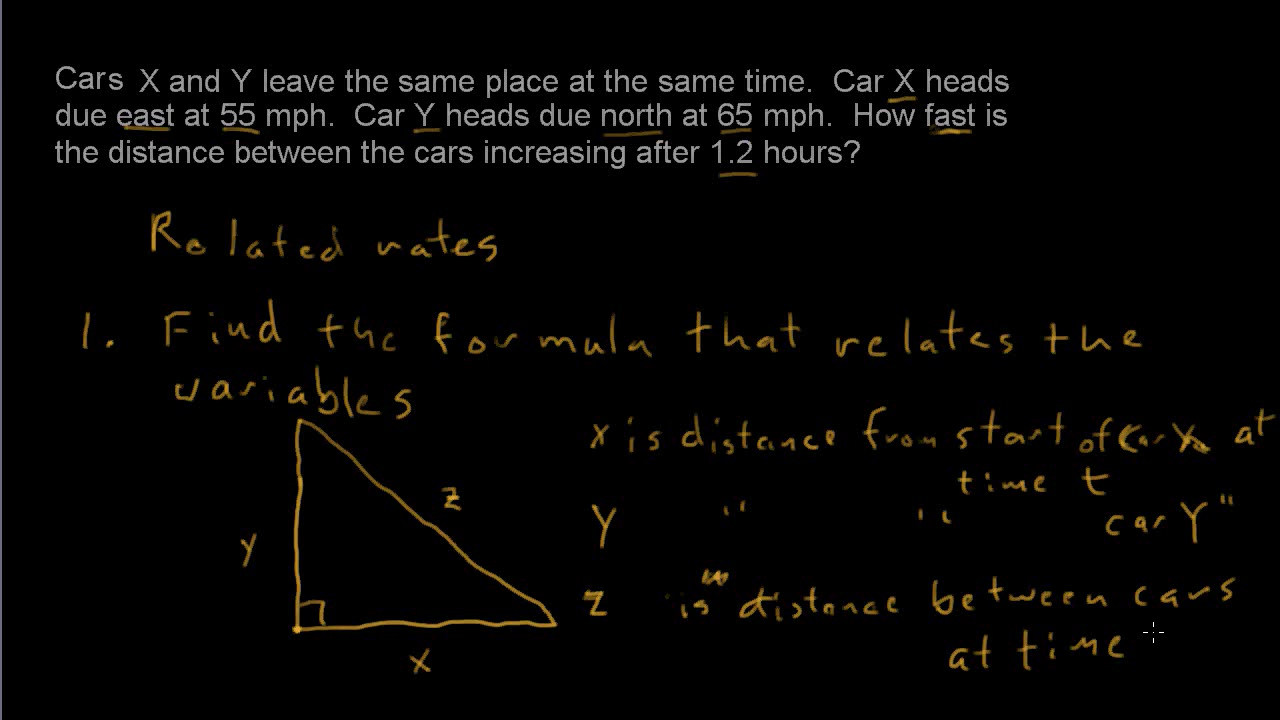 Cars X and Y leave the same place at the same time. Car X heads
due east at 55 mph. Car Y heads due north at 65 mph. How fast is
the distance between the cars increasing after 1.2 hours?
Related rates
1. Find the formula that relates the
variables
x is distance from start of car X at
time t
Y " " car Y "
z
y
z is distance between cars
at time
x